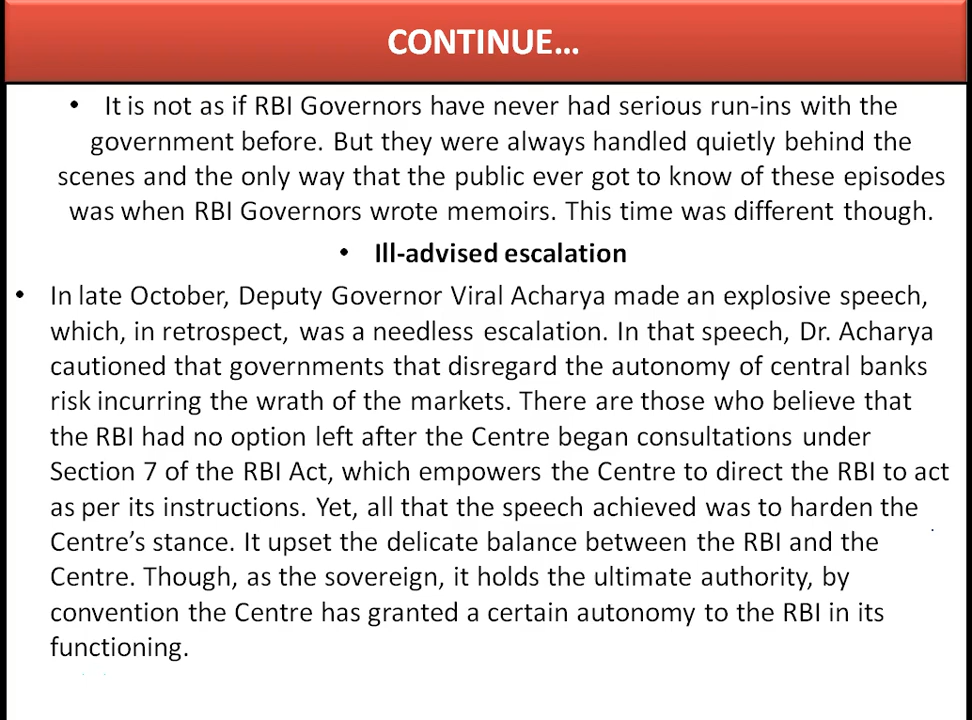 CONTINUE...
• It is not as if RBI Governors have never had serious run-ins with the
government before. But they were always handled quietly behind the
scenes and the only way that the public ever got to know of these episodes
was when RBI Governors wrote memoirs. This time was different though.
• Ill-advised escalation
• In late October, Deputy Governor Viral Acharya made an explosive speech,
which, in retrospect, was a needless escalation. In that speech, Dr. Acharya
cautioned that governments that disregard the autonomy of central banks
risk incurring the wrath of the markets. There are those who believe that
the RBI had no option left after the Centre began consultations under
Section 7 of the RBI Act, which empowers the Centre to direct the RBI to act
as per its instructions. Yet, all that the speech achieved was to harden the
Centre’s stance. It upset the delicate balance between the RBI and the
Centre. Though, as the sovereign, it holds the ultimate authority, by
convention the Centre has granted a certain autonomy to the RBI in its
functioning.